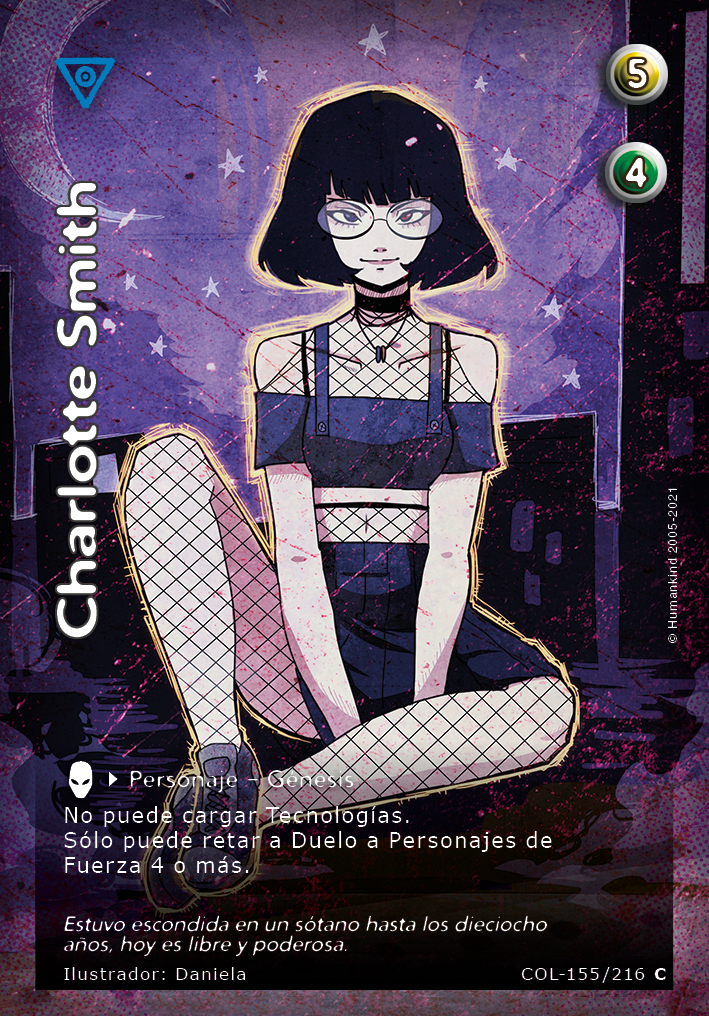 5
4
Charlotte Smith
© Humankind 2005-2021
Personaje – Génesis
No puede cargar Tecnologías.
Sólo puede retar a Duelo a Personajes de
Fuerza 4 o más.
Estuvo escondida en un sótano hasta los dieciocho
años, hoy es libre y poderosa.
Ilustrador: Daniela
COL-155/216 C